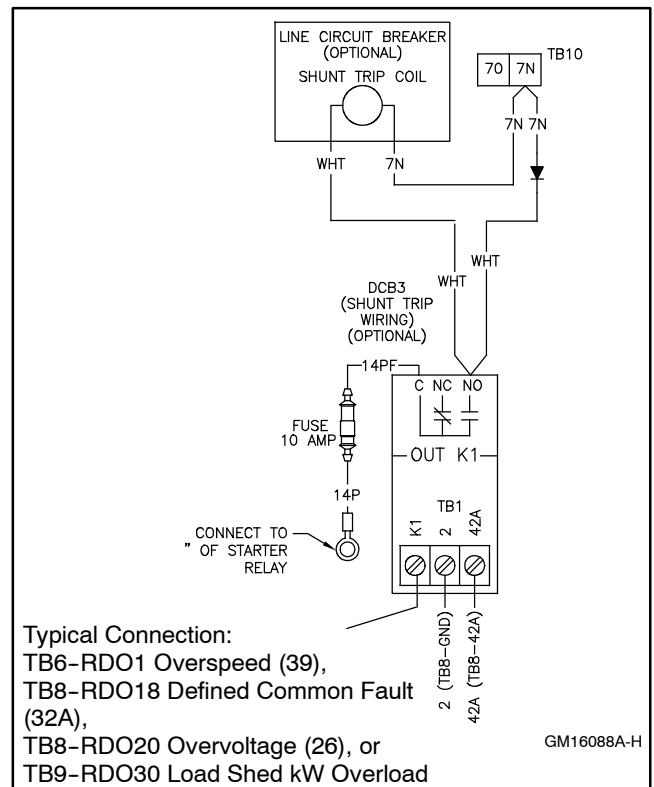 LINE CIRCUIT BREAKER
(OPTIONAL)
SHUNT TRIP COIL
70 7N TB10
7N 7N
WHT 7N
WHT
WHT
DCB3
(SHUNT TRIP
WIRING)
(OPTIONAL)
14PF
C NC NO
FUSE
10 AMP
OUT K1
14P
TB1
K1 2 42A
CONNECT TO
" OF STARTER
RELAY
2 (TB8-GND)
42A (TB8-42A)
Typical Connection:
TB6-RDO1 Overspeed (39),
TB8-RDO18 Defined Common Fault
(32A),
TB8-RDO20 Overvoltage (26), or
TB9-RDO30 Load Shed kW Overload
GM16088A-H